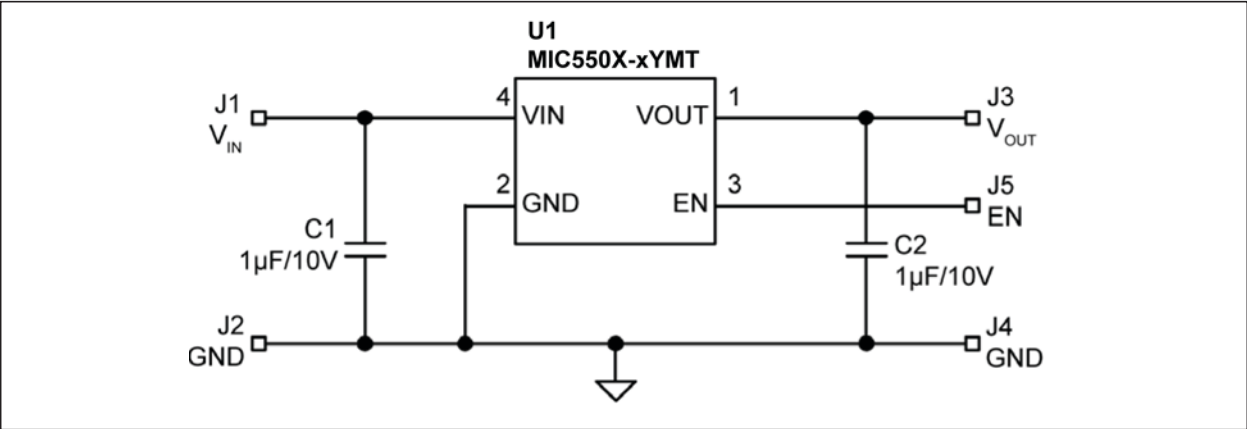 U1
MIC550X-xYMT
J1
VIN
4
VIN
VOUT
1
J3
VOUT
2
GND
EN
3
J5
EN
C1
1µF/10V
C2
1µF/10V
J2
GND
J4
GND